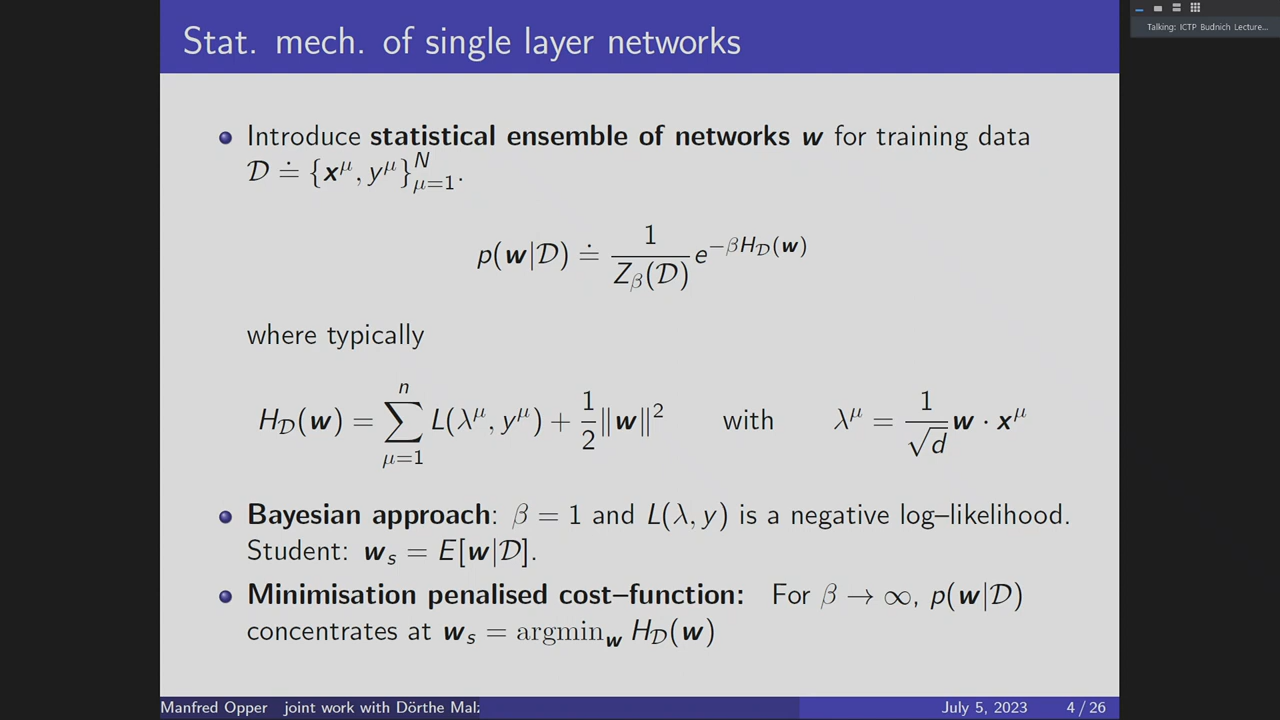 Stat. mech. of single layer networks
Talking: ICTP Budnich Lecture...
Introduce statistical ensemble of networks w for training data
𝒟 ≐ {x^μ, y^μ}_{μ=1}^N.
p(w|𝒟) ≐ 1/Z_β(𝒟) e^{−βH_𝒟(w)}
where typically
H_𝒟(w) = ∑_{μ=1}^n L(λ^μ, y^μ) + 1/2 ‖w‖² with λ^μ = 1/√d w · x^μ
Bayesian approach: β = 1 and L(λ, y) is a negative log–likelihood.
Student: w_s = E[w|𝒟].
Minimisation penalised cost–function: For β → ∞, p(w|𝒟)
concentrates at w_s = argmin_w H_𝒟(w)
Manfred Opper joint work with Dörthe Malz July 5, 2023 4 / 26